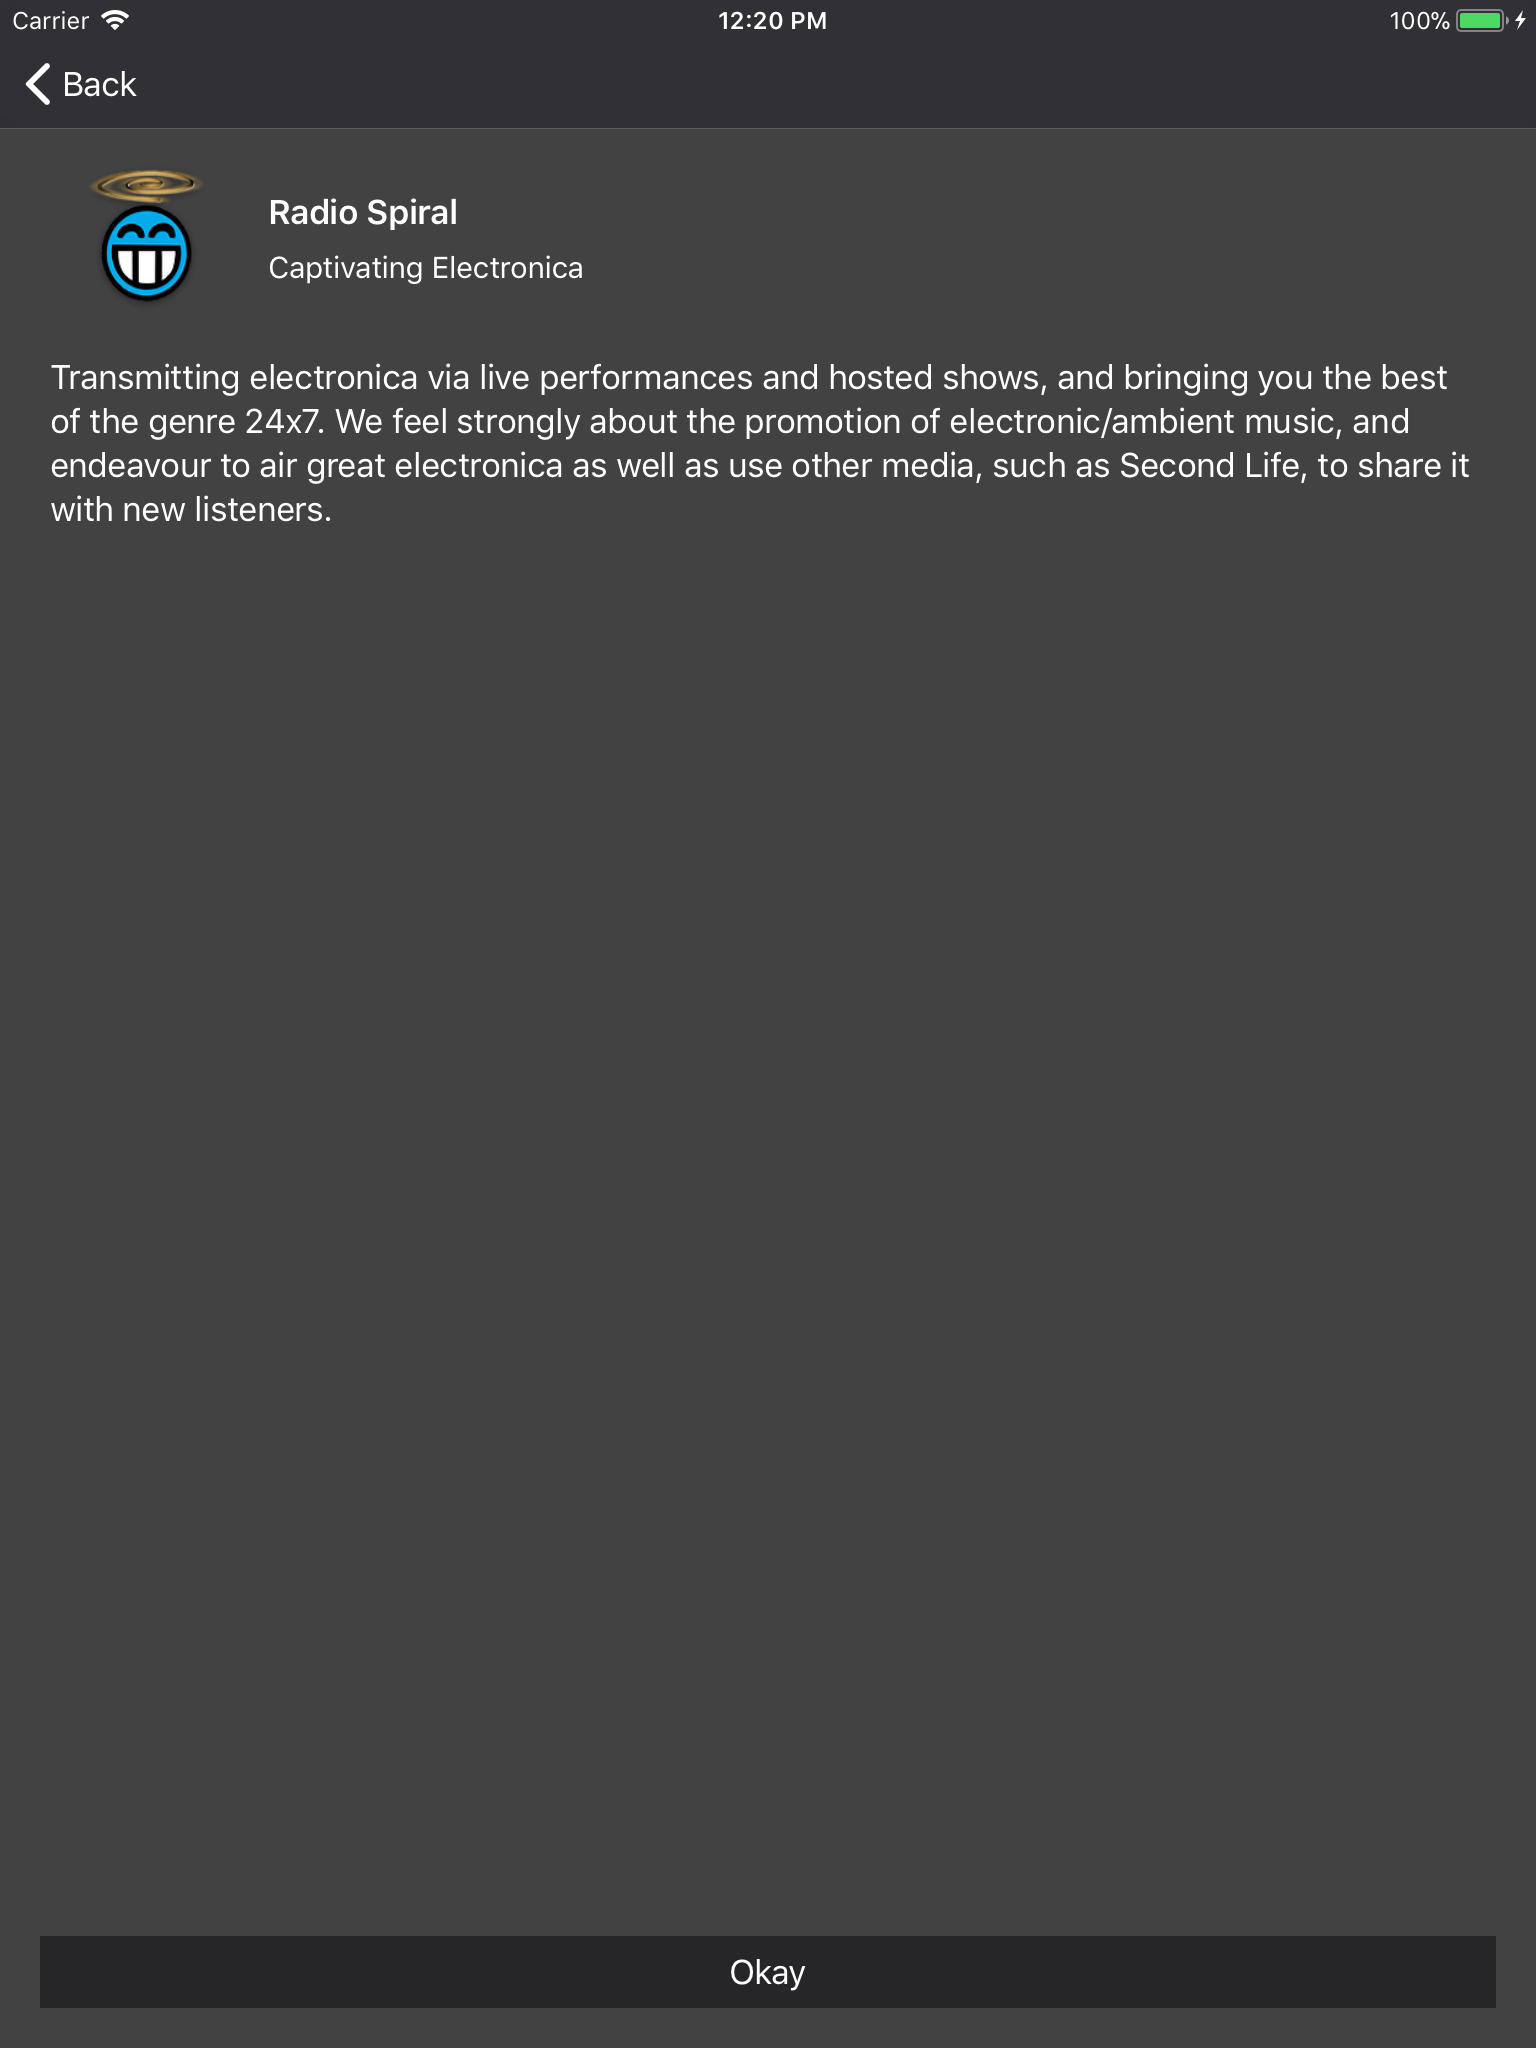 Carrier
12:20 PM
100%
Back
Radio Spiral
Captivating Electronica
Transmitting electronica via live performances and hosted shows, and bringing you the best
of the genre 24x7. We feel strongly about the promotion of electronic/ambient music, and
endeavour to air great electronica as well as use other media, such as Second Life, to share it
with new listeners.
Okay